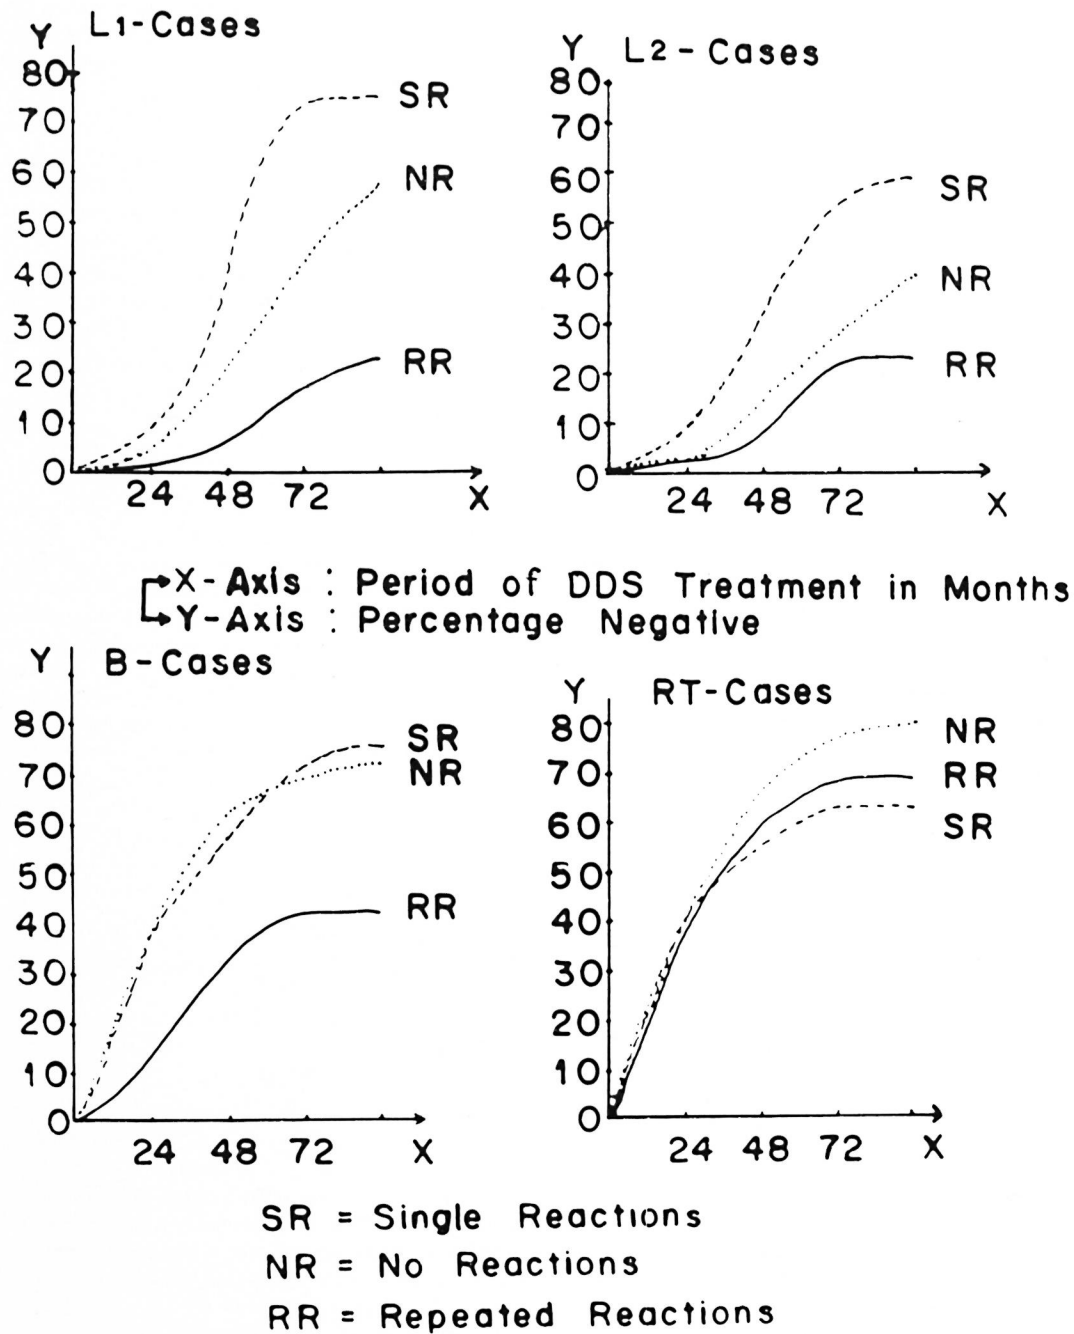 Y L1-Cases
80
70
60
50
40
30
20
10
0
24 48 72 X
SR
NR
RR
Y L2-Cases
80
70
60
50
40
30
20
10
0
24 48 72 X
SR
NR
RR
X-Axis : Period of DDS Treatment in Months
Y-Axis : Percentage Negative
Y B-Cases
80
70
60
50
40
30
20
10
0
24 48 72 X
SR
NR
RR
Y RT-Cases
80
70
60
50
40
30
20
10
0
24 48 72 X
NR
RR
SR
SR = Single Reactions
NR = No Reactions
RR = Repeated Reactions